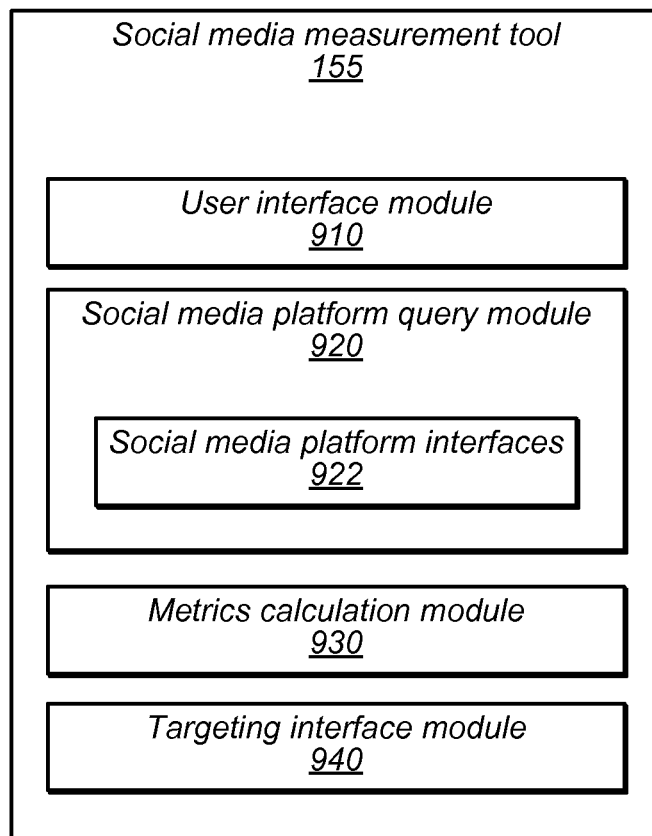 Social media measurement tool
155
User interface module
910
Social media platform query module
920
Social media platform interfaces
922
Metrics calculation module
930
Targeting interface module
940